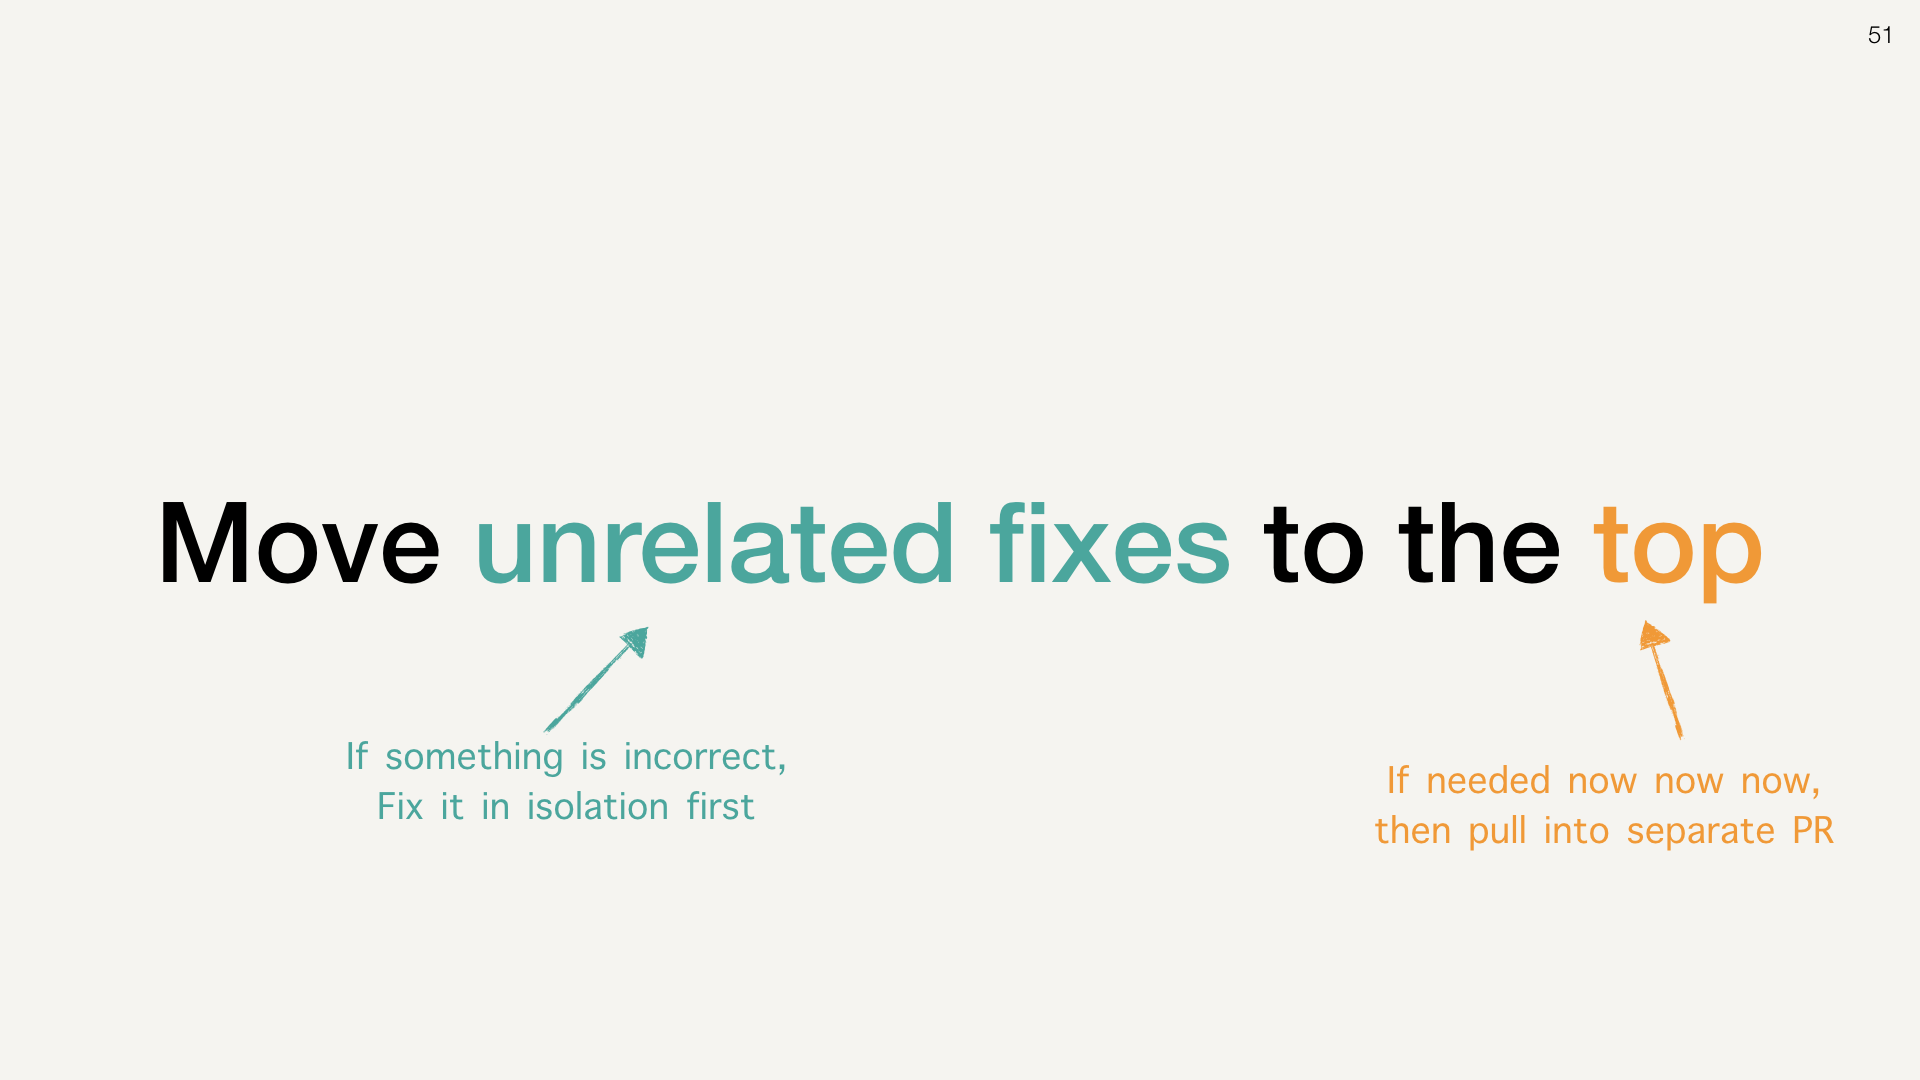 51
Move unrelated fixes to the top
If something is incorrect,
Fix it in isolation first
If needed now now now,
then pull into separate PR